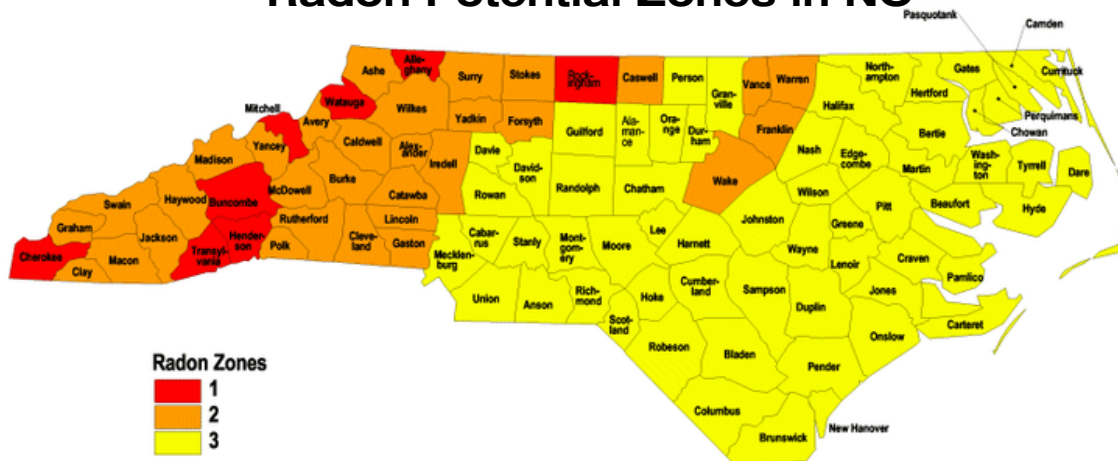 Radon Potential Zones in NC
Pasquotank
Camden
Ashe
Alle-
ghany
Surry
Stokes
Rock-
ingham
Caswell
Person
Gran-
ville
Vance
Warren
North-
ampton
Gates
Currituck
Hertford
Halifax
Watauga
Wilkes
Mitchell
Avery
Yadkin
Forsyth
Guilford
Ala-
man-
ce
Ora-
nge
Dur-
ham
Franklin
Perquimans
Chowan
Bertie
Yancey
Caldwell
Alex-
ander
Iredell
Davie
Nash
Edge-
combe
Madison
McDowell
Burke
David-
son
Wake
Martin
Wash-
ing-
ton
Tyrrell
Dare
Swain
Haywood
Buncombe
Catawba
Rowan
Randolph
Chatham
Wilson
Pitt
Beaufort
Hyde
Graham
Jackson
Hender-
son
Rutherford
Lincoln
Johnston
Greene
Cherokee
Macon
Transyl-
vania
Polk
Cleve-
land
Gaston
Cabar-
rus
Stanly
Mont-
gom-
ery
Moore
Lee
Harnett
Wayne
Lenoir
Craven
Pamlico
Clay
Mecklen-
burg
Union
Anson
Rich-
mond
Hoke
Cumber-
land
Sampson
Duplin
Jones
Carteret
Scot-
land
Robeson
Bladen
Onslow
Pender
Columbus
Brunswick
New Hanover
Radon Zones
1
2
3